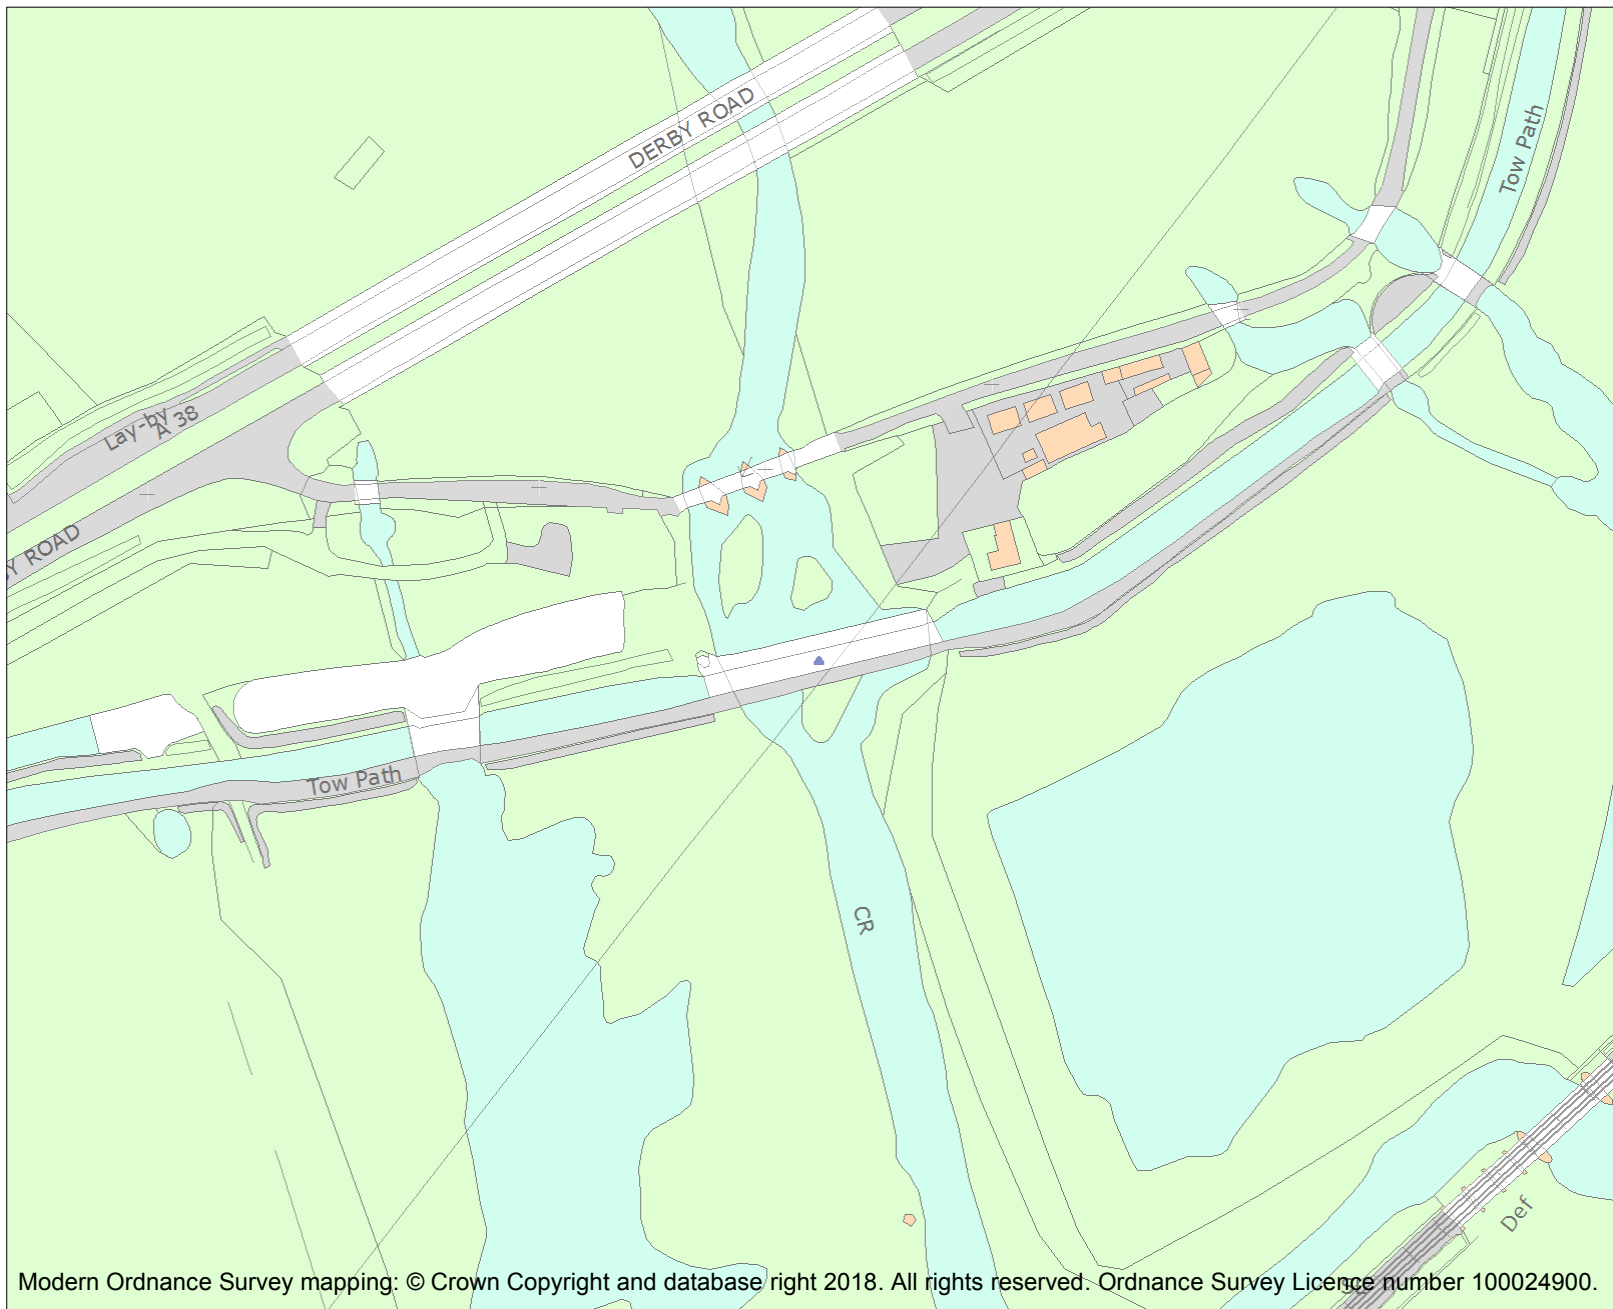 DERBY ROAD
Tow Path
Lay-by
A 38
BY ROAD
Tow Path
CR
Def
Modern Ordnance Survey mapping: © Crown Copyright and database right 2018. All rights reserved. Ordnance Survey Licence number 100024900.